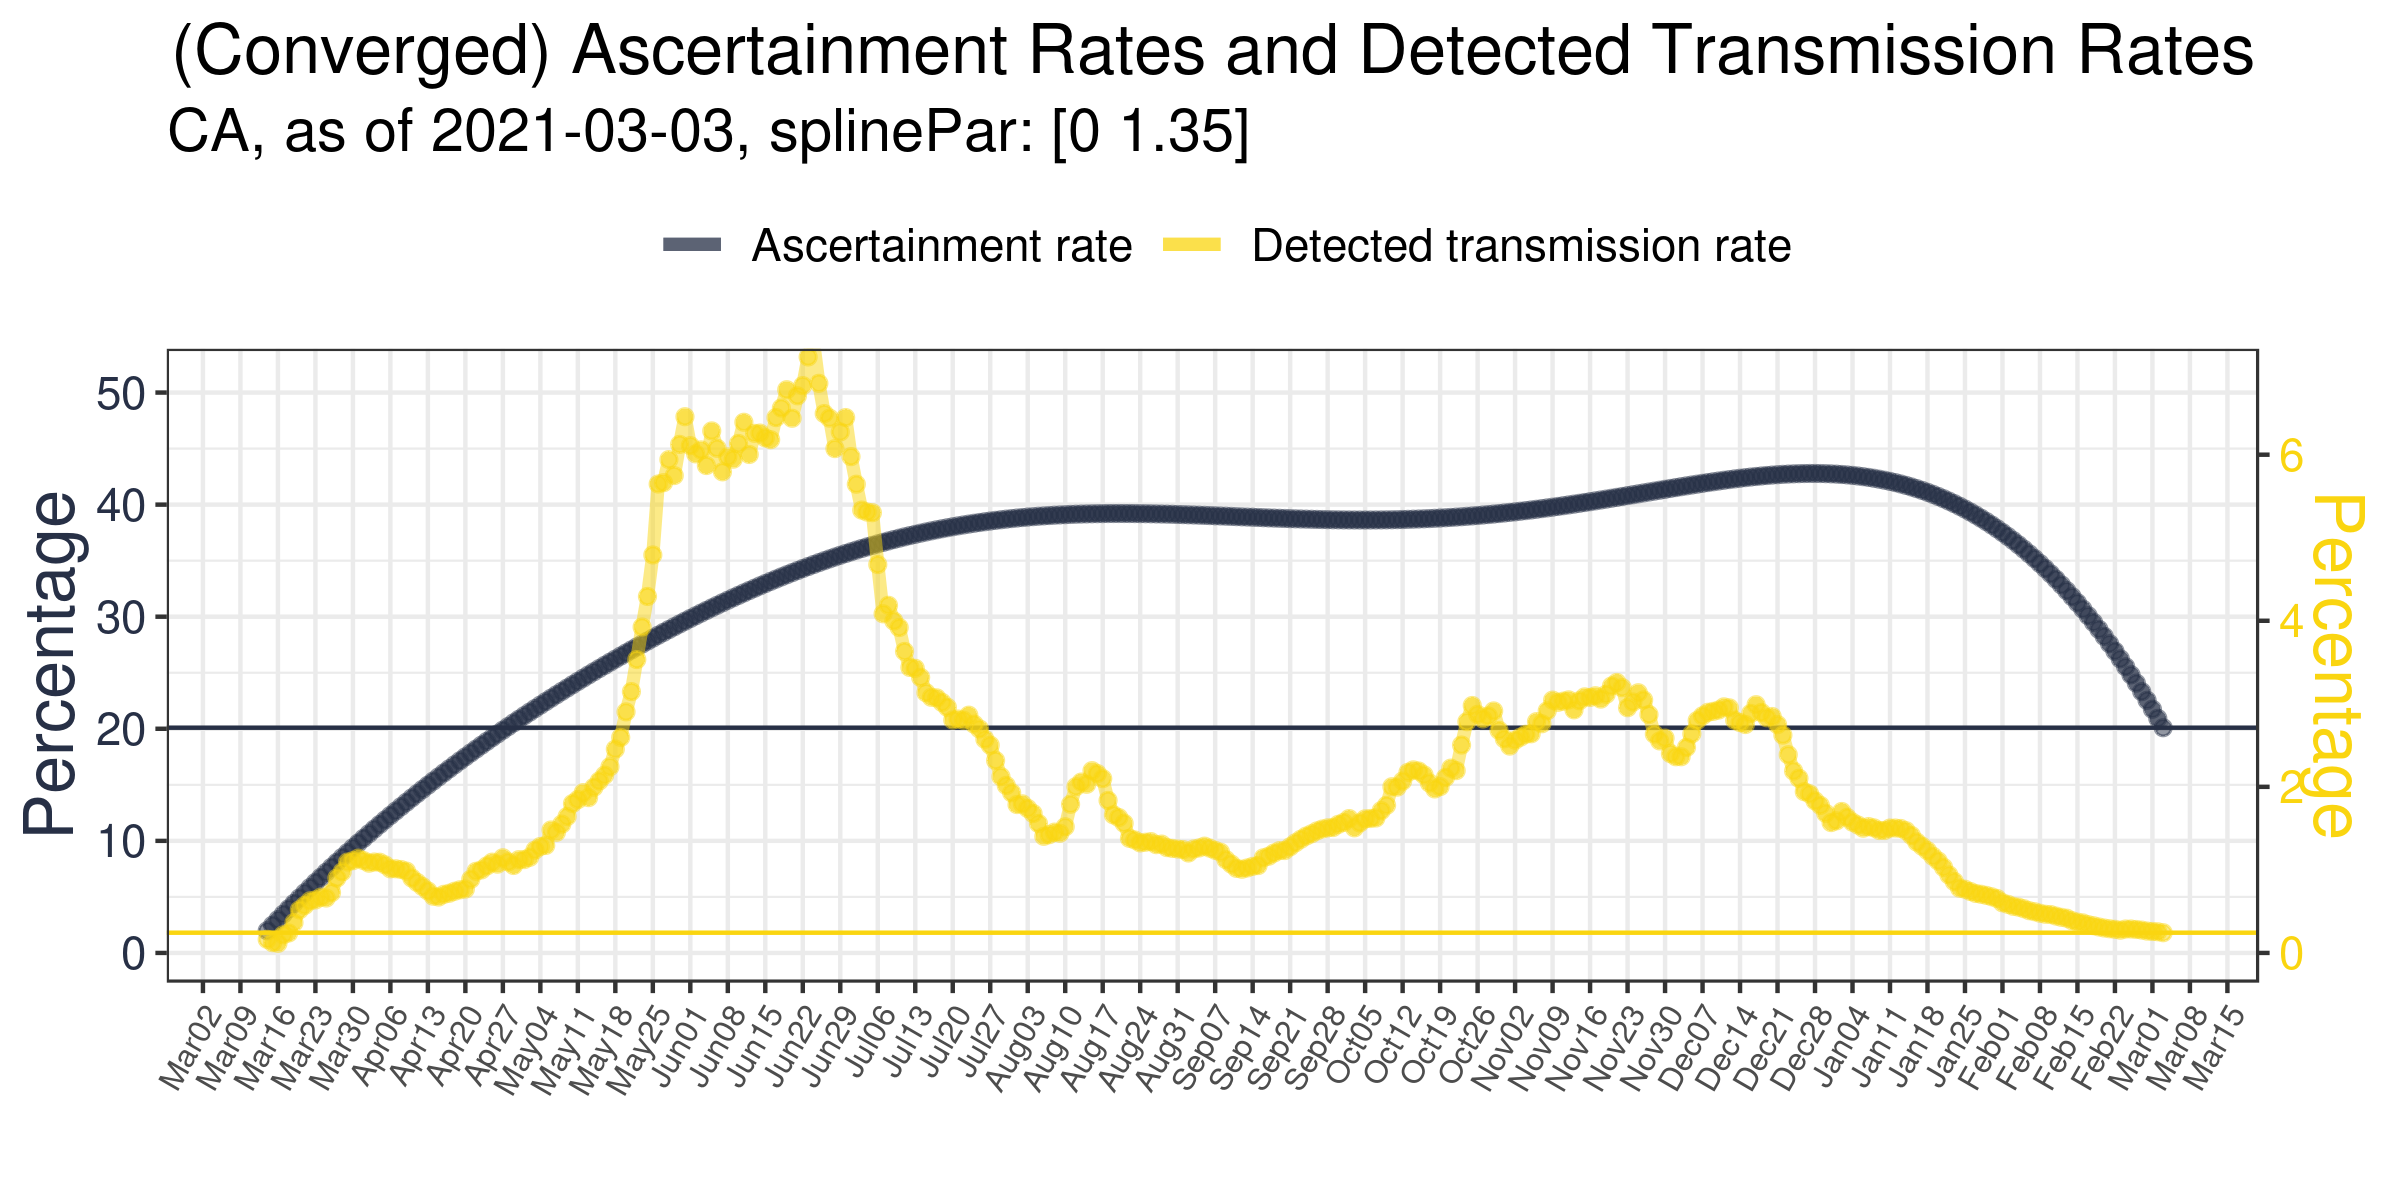 (Converged) Ascertainment Rates and Detected Transmission Rates
CA, as of 2021-03-03, splinePar: [0 1.35]
Ascertainment rate Detected transmission rate
Percentage
50
40
30
20
10
0
6
4
2
0
Percentage
Mar02 Mar09 Mar16 Mar23 Mar30 Apr06 Apr13 Apr20 Apr27 May04 May11 May18 May25 Jun01 Jun08 Jun15 Jun22 Jun29 Jul06 Jul13 Jul20 Jul27 Aug03 Aug10 Aug17 Aug24 Aug31 Sep07 Sep14 Sep21 Sep28 Oct05 Oct12 Oct19 Oct26 Nov02 Nov09 Nov16 Nov23 Nov30 Dec07 Dec14 Dec21 Dec28 Jan04 Jan11 Jan18 Jan25 Feb01 Feb08 Feb15 Feb22 Mar01 Mar08 Mar15